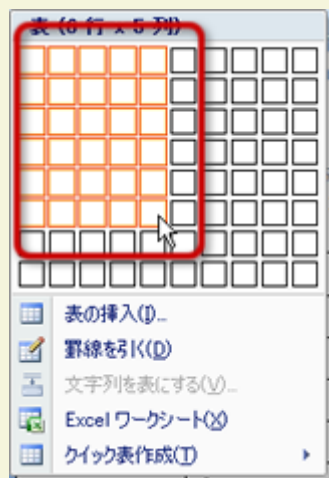 表 (6 行 x 5 列)
表の挿入(I)...
罫線を引く(D)
文字列を表にする(V)...
Excel ワークシート(X)
クイック表作成(T)